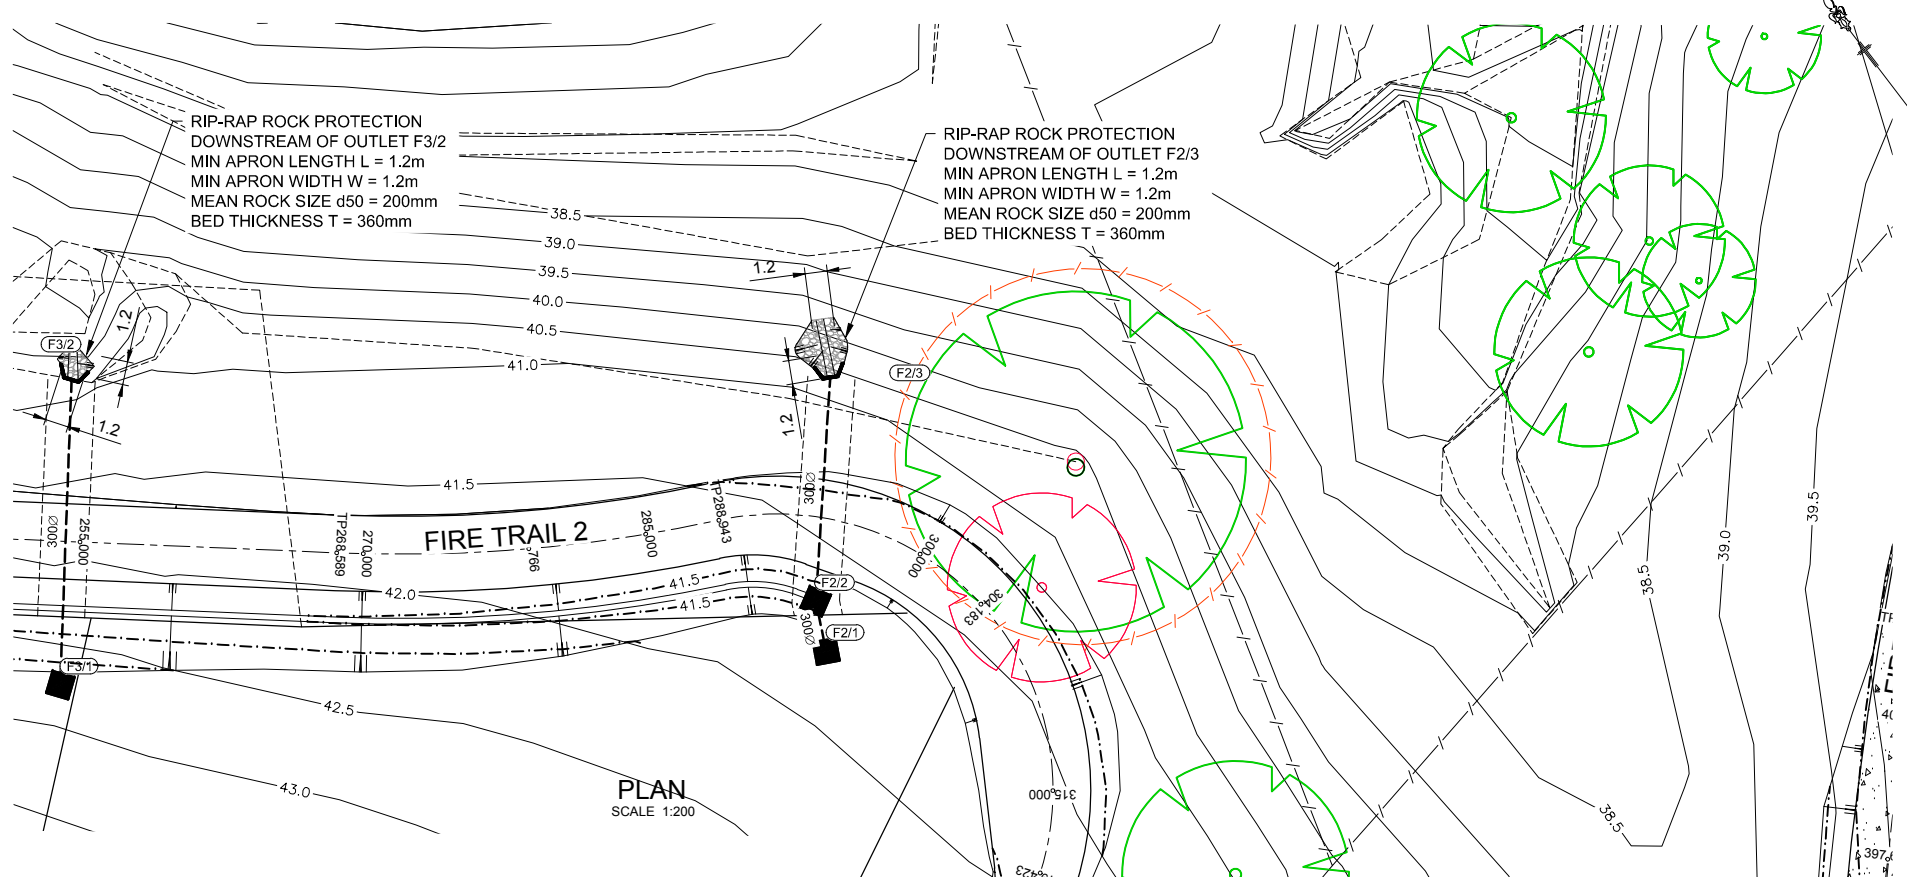 RIP-RAP ROCK PROTECTION
DOWNSTREAM OF OUTLET F3/2
MIN APRON LENGTH L = 1.2m
MIN APRON WIDTH W = 1.2m
MEAN ROCK SIZE d50 = 200mm
BED THICKNESS T = 360mm
RIP-RAP ROCK PROTECTION
DOWNSTREAM OF OUTLET F2/3
MIN APRON LENGTH L = 1.2m
MIN APRON WIDTH W = 1.2m
MEAN ROCK SIZE d50 = 200mm
BED THICKNESS T = 360mm
38.5
39.0
39.5
40.0
40.5
41.0
1.2
1.2
F3/2
1.2
1.2
F2/3
41.5
300Ø
255.000
TP268.589
270.000
FIRE TRAIL 2
.766
285.000
TP288.943
300Ø
300.000
304.183
42.0
41.5
41.5
F2/2
300Ø
F2/1
F3/1
42.5
43.0
PLAN
SCALE 1:200
315.000
39.5
39.0
38.5
38.5